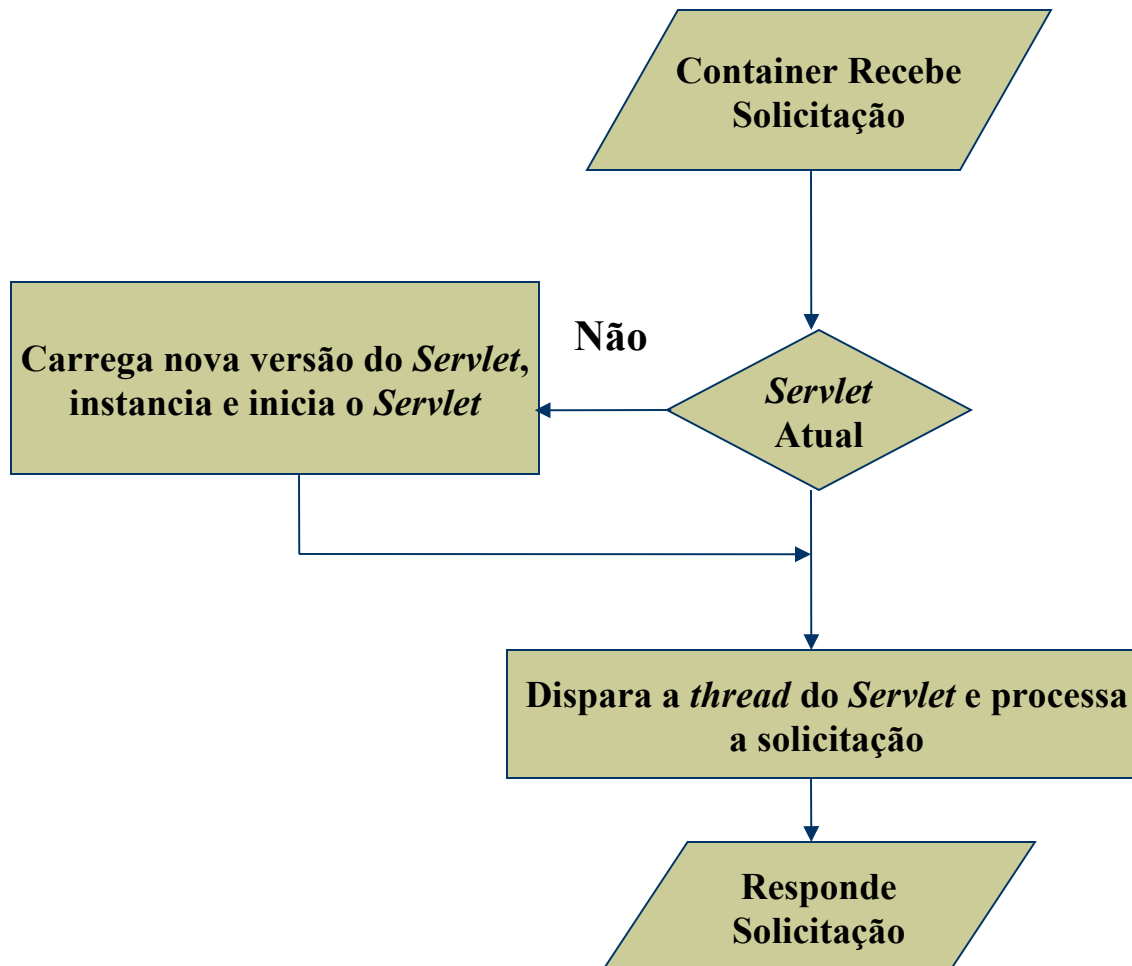 Container Recebe
Solicitação
Não
Carrega nova versão do Servlet,
instancia e inicia o Servlet
Servlet
Atual
Dispara a thread do Servlet e processa
a solicitação
Responde
Solicitação